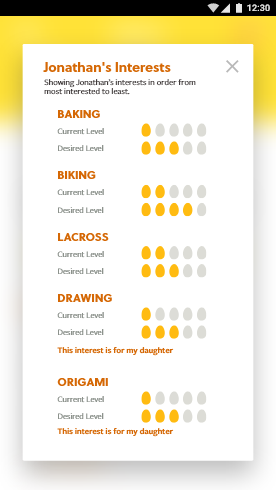 12:30
Jonathan's Interests
Showing Jonathan's interests in order from
most interested to least.
BAKING
Current Level
Desired Level
BIKING
Current Level
Desired Level
LACROSS
Current Level
Desired Level
DRAWING
Current Level
Desired Level
This interest is for my daughter
ORIGAMI
Current Level
Desired Level
This interest is for my daughter